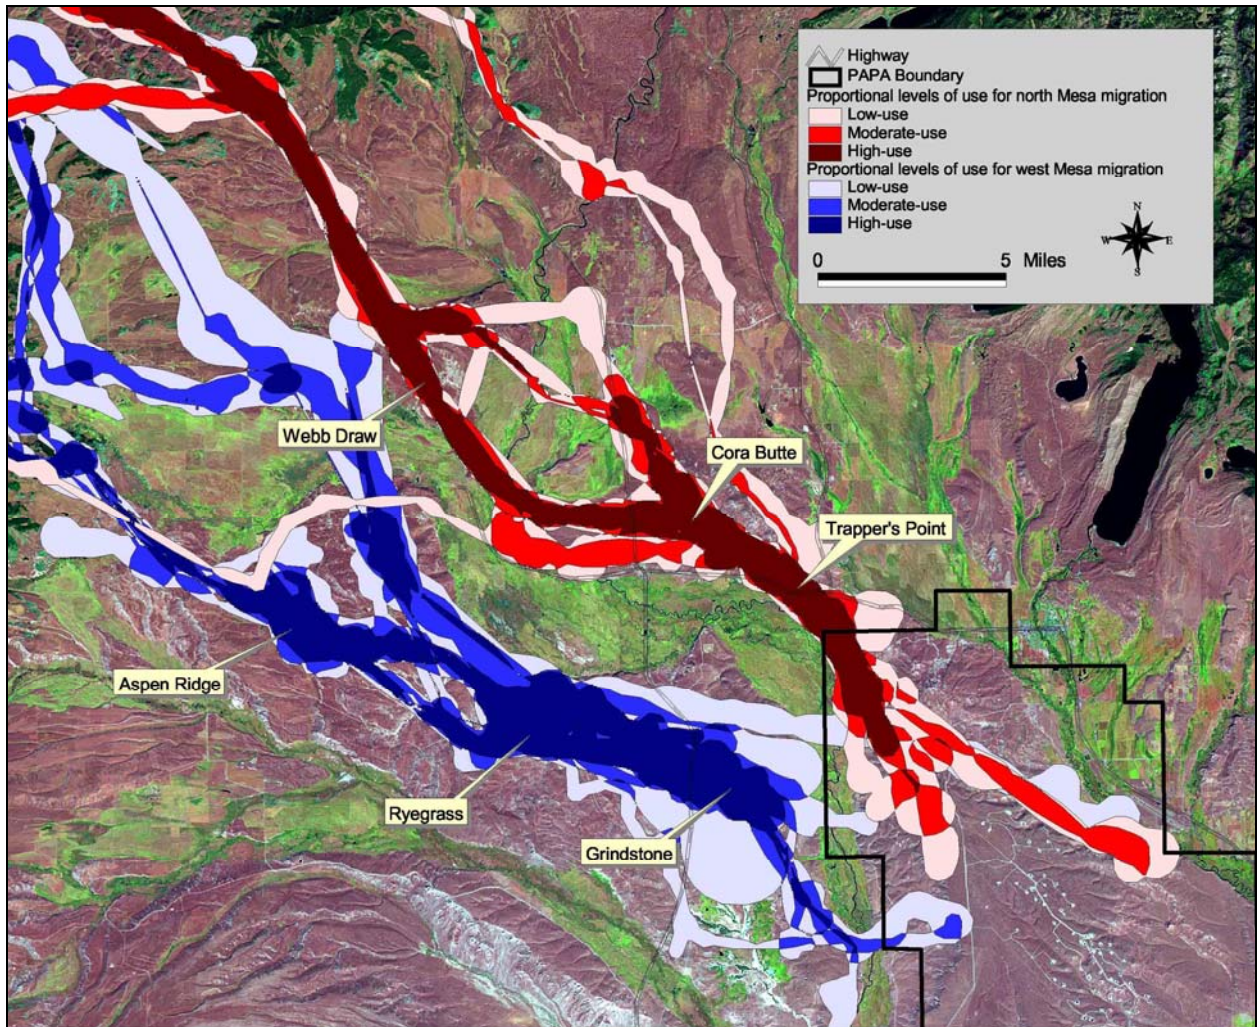 Highway
PAPA Boundary
Proportional levels of use for north Mesa migration
Low-use
Moderate-use
High-use
Proportional levels of use for west Mesa migration
Low-use
Moderate-use
High-use
N
W E
S
0 5 Miles
Webb Draw
Cora Butte
Trapper's Point
Aspen Ridge
Ryegrass
Grindstone